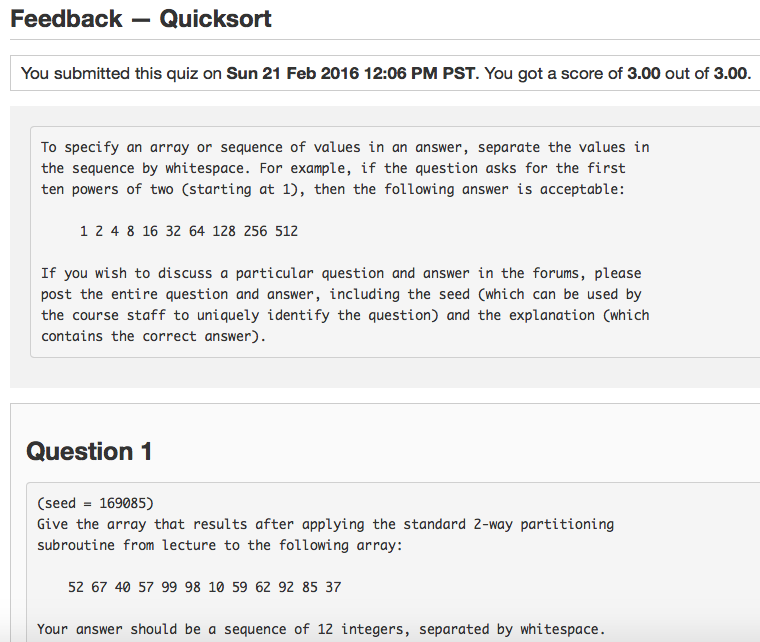 Feedback — Quicksort
You submitted this quiz on Sun 21 Feb 2016 12:06 PM PST. You got a score of 3.00 out of 3.00.
To specify an array or sequence of values in an answer, separate the values in
the sequence by whitespace. For example, if the question asks for the first
ten powers of two (starting at 1), then the following answer is acceptable:
1 2 4 8 16 32 64 128 256 512
If you wish to discuss a particular question and answer in the forums, please
post the entire question and answer, including the seed (which can be used by
the course staff to uniquely identify the question) and the explanation (which
contains the correct answer).
Question 1
(seed = 169085)
Give the array that results after applying the standard 2-way partitioning
subroutine from lecture to the following array:
52 67 40 57 99 98 10 59 62 92 85 37
Your answer should be a sequence of 12 integers, separated by whitespace.